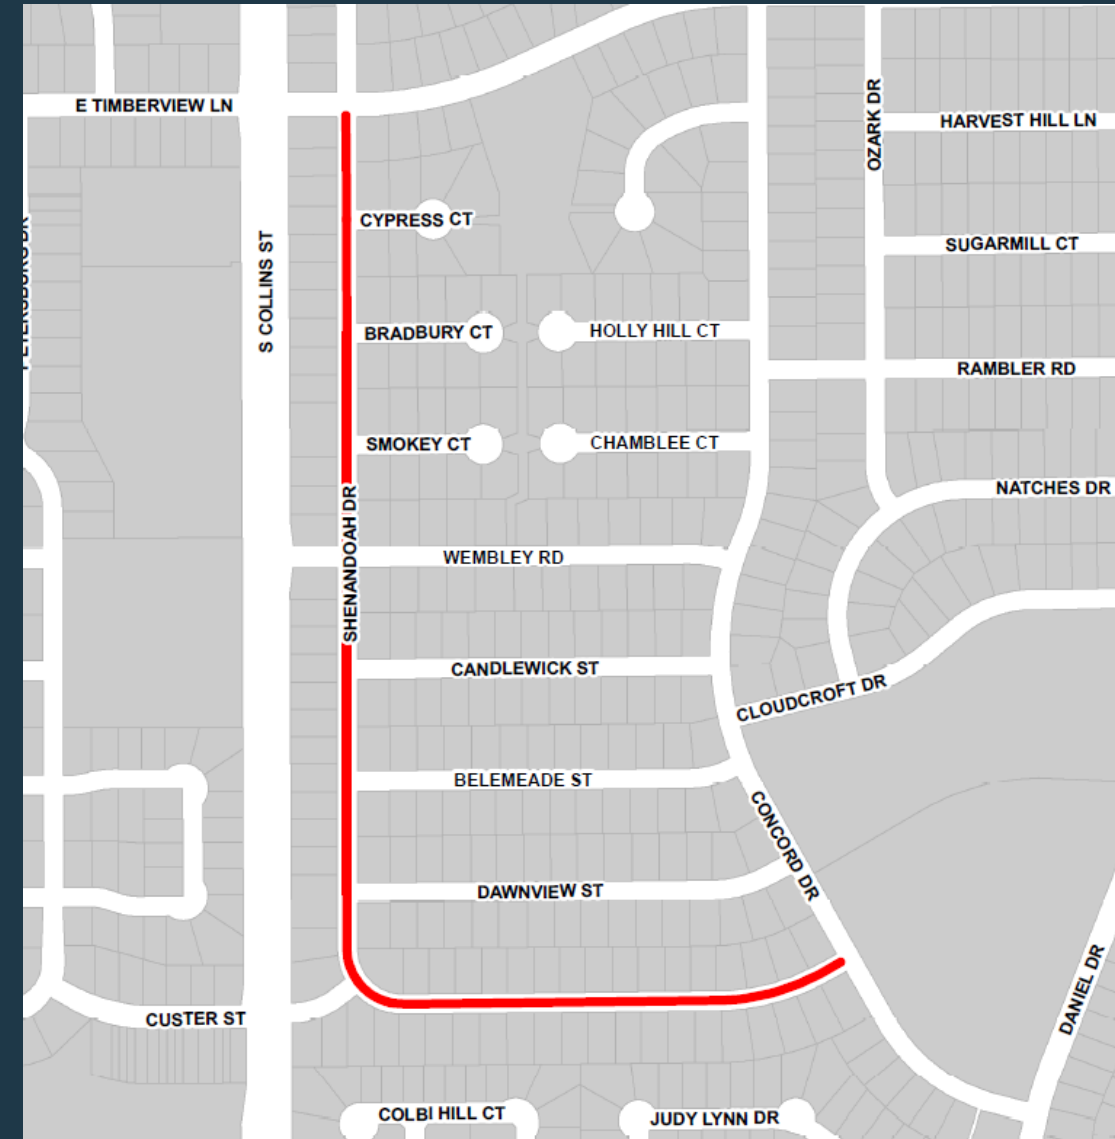 E TIMBERVIEW LN
OZARK DR
HARVEST HILL LN
CYPRESS CT
SUGARMILL CT
S COLLINS ST
BRADBURY CT
HOLLY HILL CT
RAMBLER RD
SMOKEY CT
CHAMBLEE CT
NATCHES DR
SHENANDOAH DR
WEMBLEY RD
CANDLEWICK ST
CLOUDCROFT DR
BELEMEADE ST
CONCORD DR
DAWNVIEW ST
DANIEL DR
CUSTER ST
COLBI HILL CT
JUDY LYNN DR